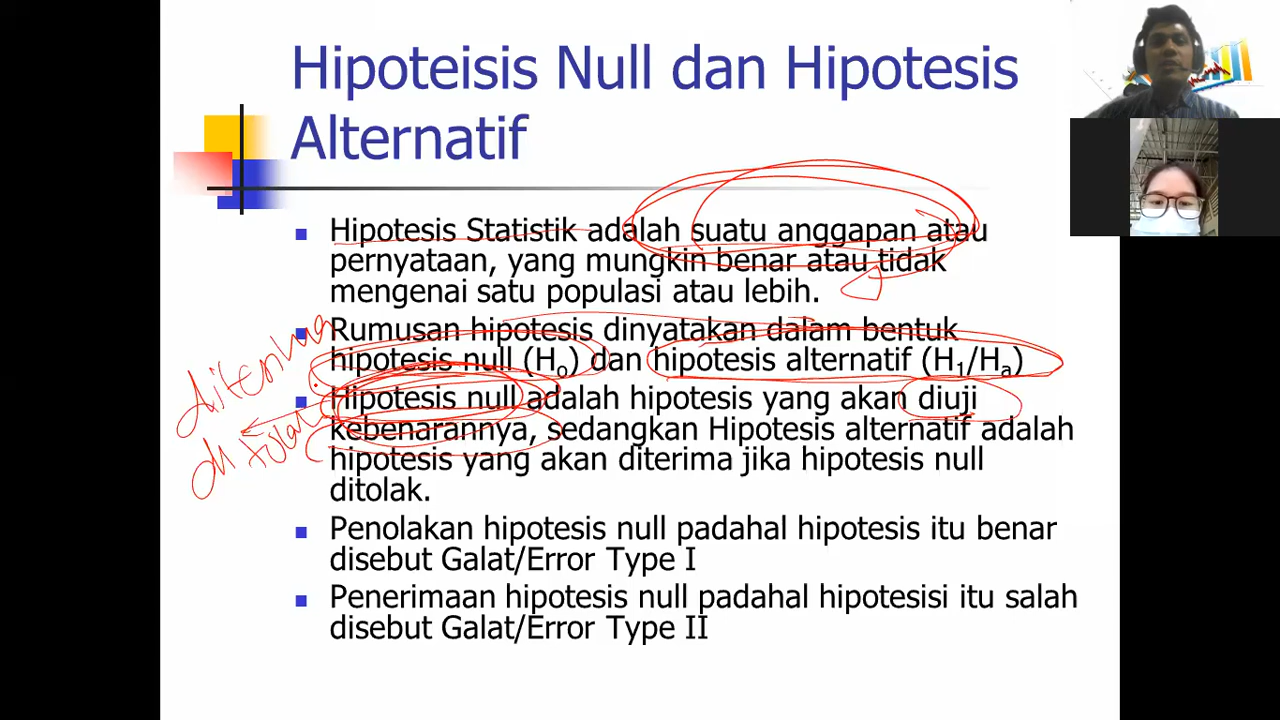 Hipoteisis Null dan Hipotesis
Alternatif
Hipotesis Statistik adalah suatu anggapan atau
pernyataan, yang mungkin benar atau tidak
mengenai satu populasi atau lebih.
Rumusan hipotesis dinyatakan dalam bentuk
hipotesis null (H₀) dan hipotesis alternatif (H₁/Hₐ)
Hipotesis null adalah hipotesis yang akan diuji
kebenarannya, sedangkan Hipotesis alternatif adalah
hipotesis yang akan diterima jika hipotesis null
ditolak.
Penolakan hipotesis null padahal hipotesis itu benar
disebut Galat/Error Type I
Penerimaan hipotesis null padahal hipotesisi itu salah
disebut Galat/Error Type II
diterima
ditolak